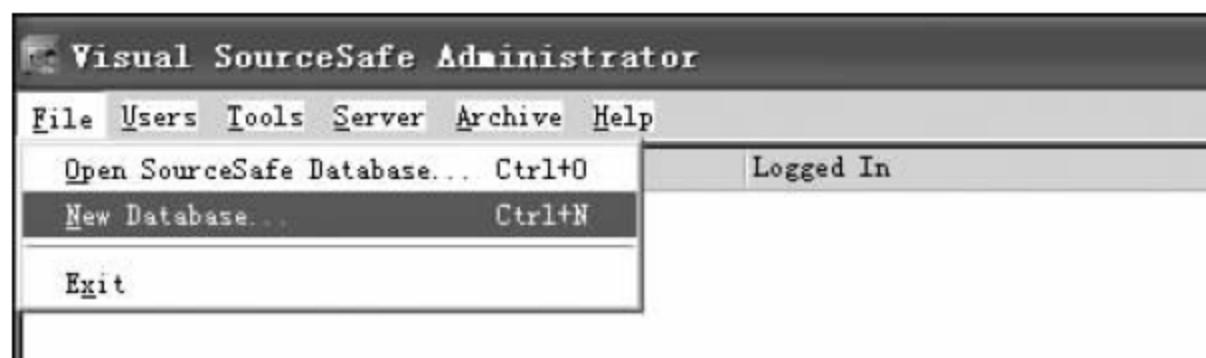 Visual SourceSafe Administrator
File Users Tools Server Archive Help
Open SourceSafe Database... Ctrl+O Logged In
New Database... Ctrl+N
Exit